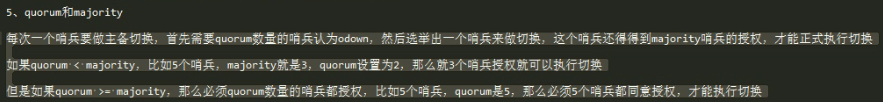 5、quorum和majority
每次一个哨兵要做主备切换，首先需要quorum数量的哨兵认为odown，然后选举出一个哨兵来做切换，这个哨兵还得得到majority哨兵的授权，才能正式执行切换
如果quorum < majority，比如5个哨兵，majority就是3，quorum设置为2，那么就3个哨兵授权就可以执行切换
但是如果quorum >= majority，那么必须quorum数量的哨兵都授权，比如5个哨兵，quorum是5，那么必须5个哨兵都同意授权，才能执行切换